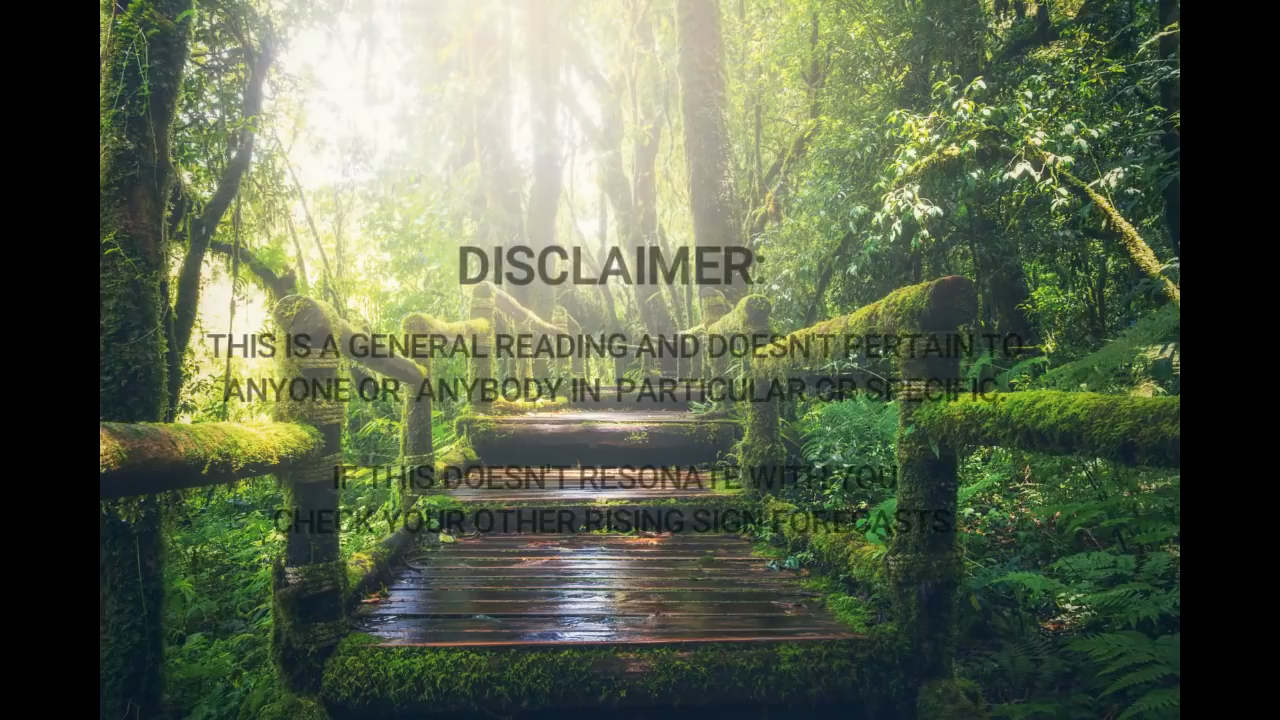 DISCLAIMER:
THIS IS A GENERAL READING AND DOESN'T PERTAIN TO
ANYONE OR ANYBODY IN PARTICULAR OR SPECIFIC.
IF THIS DOESN'T RESONATE WITH YOU
CHECK YOUR OTHER RISING SIGN FORECASTS